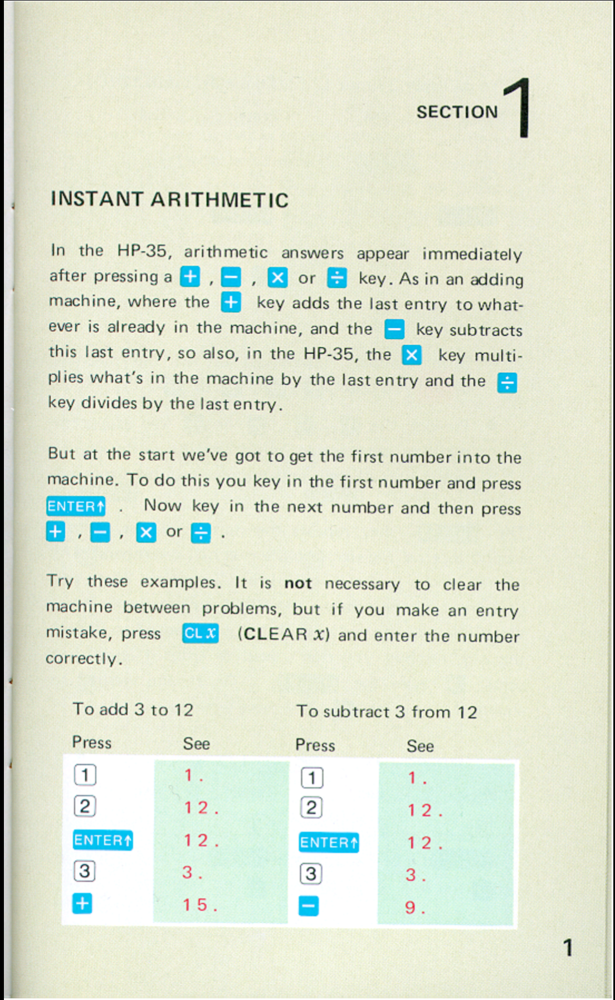 SECTION 1
INSTANT ARITHMETIC
In the HP-35, arithmetic answers appear immediately
after pressing a + , − , × or ÷ key. As in an adding
machine, where the + key adds the last entry to what-
ever is already in the machine, and the − key subtracts
this last entry, so also, in the HP-35, the × key multi-
plies what's in the machine by the last entry and the ÷
key divides by the last entry.
But at the start we've got to get the first number into the
machine. To do this you key in the first number and press
ENTER↑ . Now key in the next number and then press
+ , − , × or ÷ .
Try these examples. It is not necessary to clear the
machine between problems, but if you make an entry
mistake, press CL x (CLEAR x) and enter the number
correctly.
To add 3 to 12
Press See
1 1.
2 12.
ENTER↑ 12.
3 3.
+ 15.
To subtract 3 from 12
Press See
1 1.
2 12.
ENTER↑ 12.
3 3.
− 9.
1